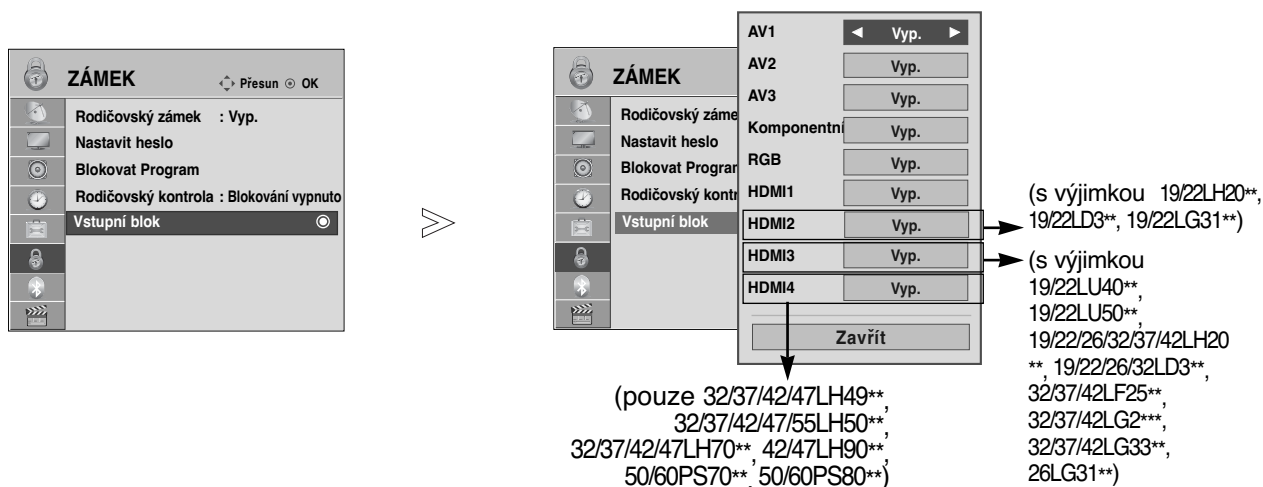 ZÁMEK
Přesun OK
Rodičovský zámek : Vyp.
Nastavit heslo
Blokovat Program
Rodičovský kontrola : Blokování vypnuto
Vstupní blok
ZÁMEK
Rodičovský záme
Nastavit heslo
Blokovat Progra
Rodičovský kont
Vstupní blok
AV1 ◄ Vyp. ►
AV2 Vyp.
AV3 Vyp.
Komponentní Vyp.
RGB Vyp.
HDMI1 Vyp.
HDMI2 Vyp.
HDMI3 Vyp.
HDMI4 Vyp.
Zavřít
(s výjimkou 19/22LH20**,
19/22LD3**, 19/22LG31**)
(s výjimkou
19/22LU40**,
19/22LU50**,
19/22/26/32/37/42LH20
**, 19/22/26/32LD3**,
32/37/42LF25**,
32/37/42LG2***,
32/37/42LG33**,
26LG31**)
(pouze 32/37/42/47LH49**,
32/37/42/47/55LH50**,
32/37/42/47LH70**, 42/47LH90**,
50/60PS70**, 50/60PS80**)